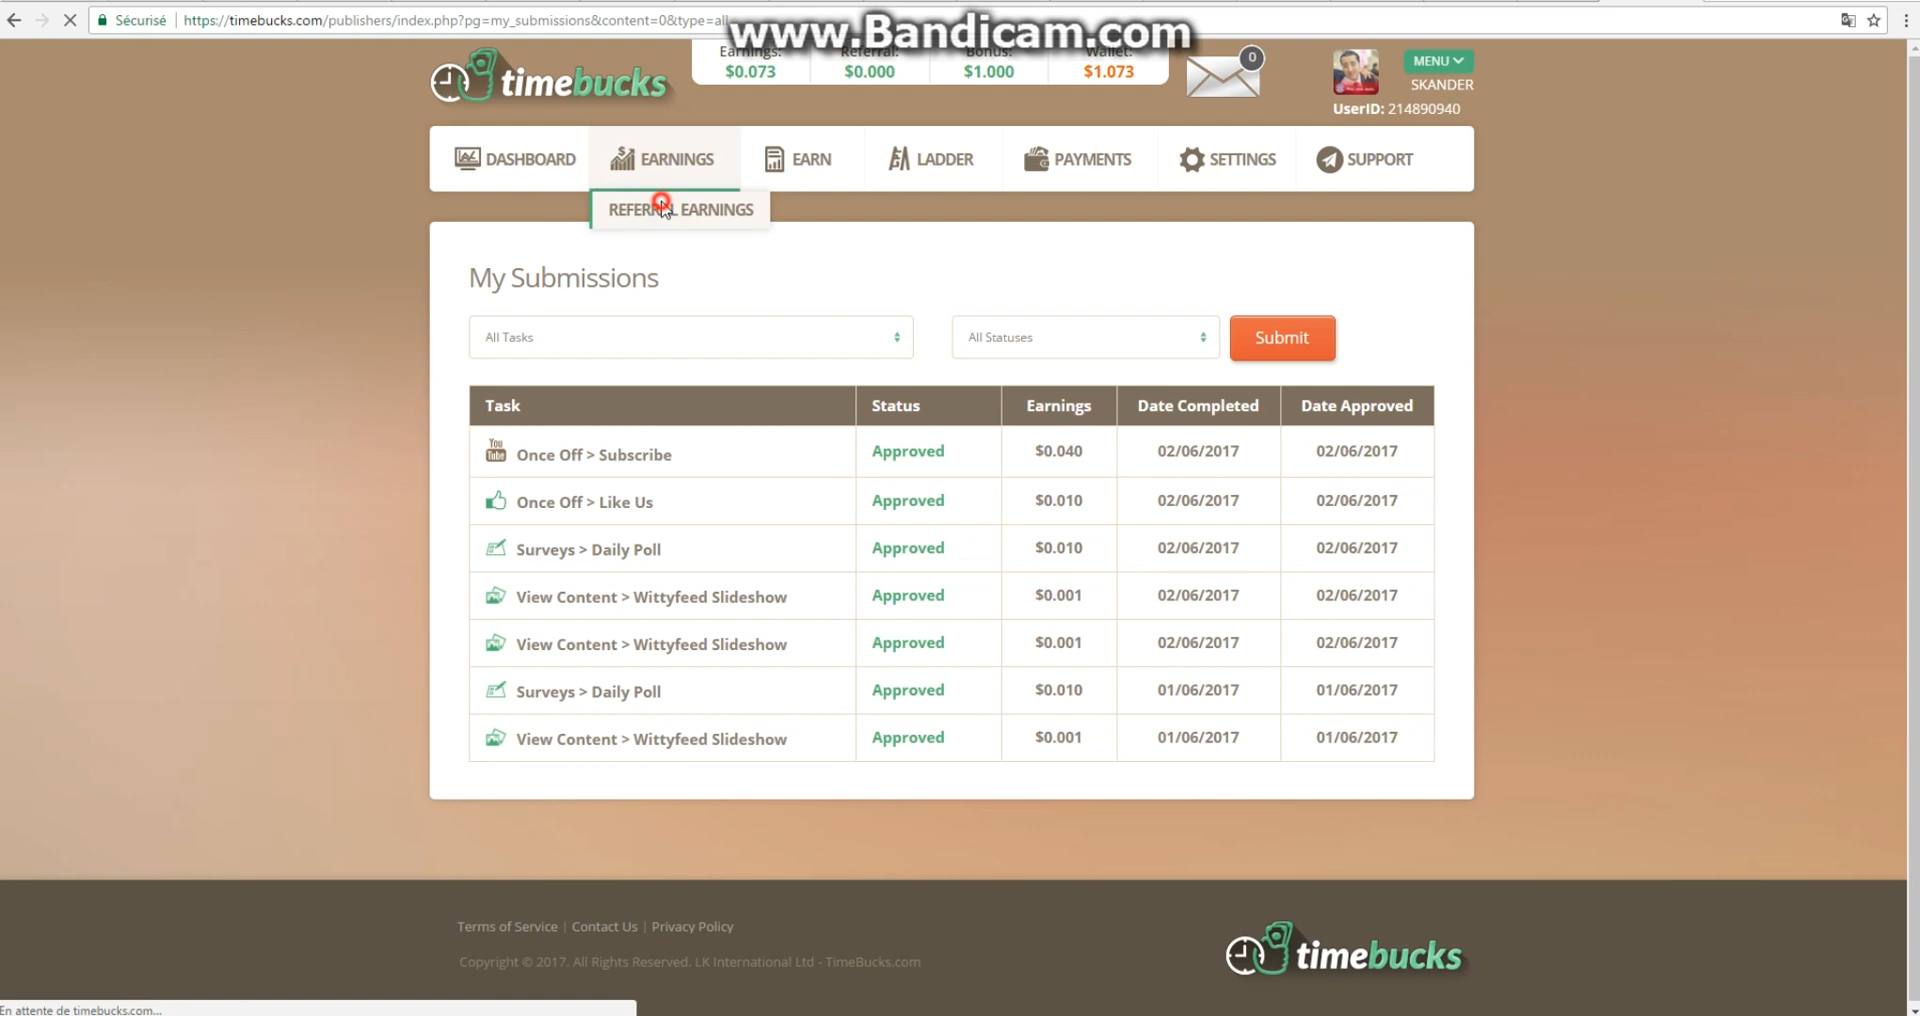 Sécurisé | https://timebucks.com/publishers/index.php?pg=my_submissions&content=0&type=all
www.Bandicam.com
timebucks
Earnings: Referral: Bonus: Wallet:
$0.073 $0.000 $1.000 $1.073
0
MENU
SKANDER
UserID: 214890940
DASHBOARD EARNINGS EARN LADDER PAYMENTS SETTINGS SUPPORT
REFERRAL EARNINGS
My Submissions
All Tasks All Statuses Submit
Task Status Earnings Date Completed Date Approved
You Tube Once Off > Subscribe Approved $0.040 02/06/2017 02/06/2017
Once Off > Like Us Approved $0.010 02/06/2017 02/06/2017
Surveys > Daily Poll Approved $0.010 02/06/2017 02/06/2017
View Content > Wittyfeed Slideshow Approved $0.001 02/06/2017 02/06/2017
View Content > Wittyfeed Slideshow Approved $0.001 02/06/2017 02/06/2017
Surveys > Daily Poll Approved $0.010 01/06/2017 01/06/2017
View Content > Wittyfeed Slideshow Approved $0.001 01/06/2017 01/06/2017
Terms of Service | Contact Us | Privacy Policy
Copyright © 2017. All Rights Reserved. LK International Ltd - TimeBucks.com
timebucks
En attente de timebucks.com...